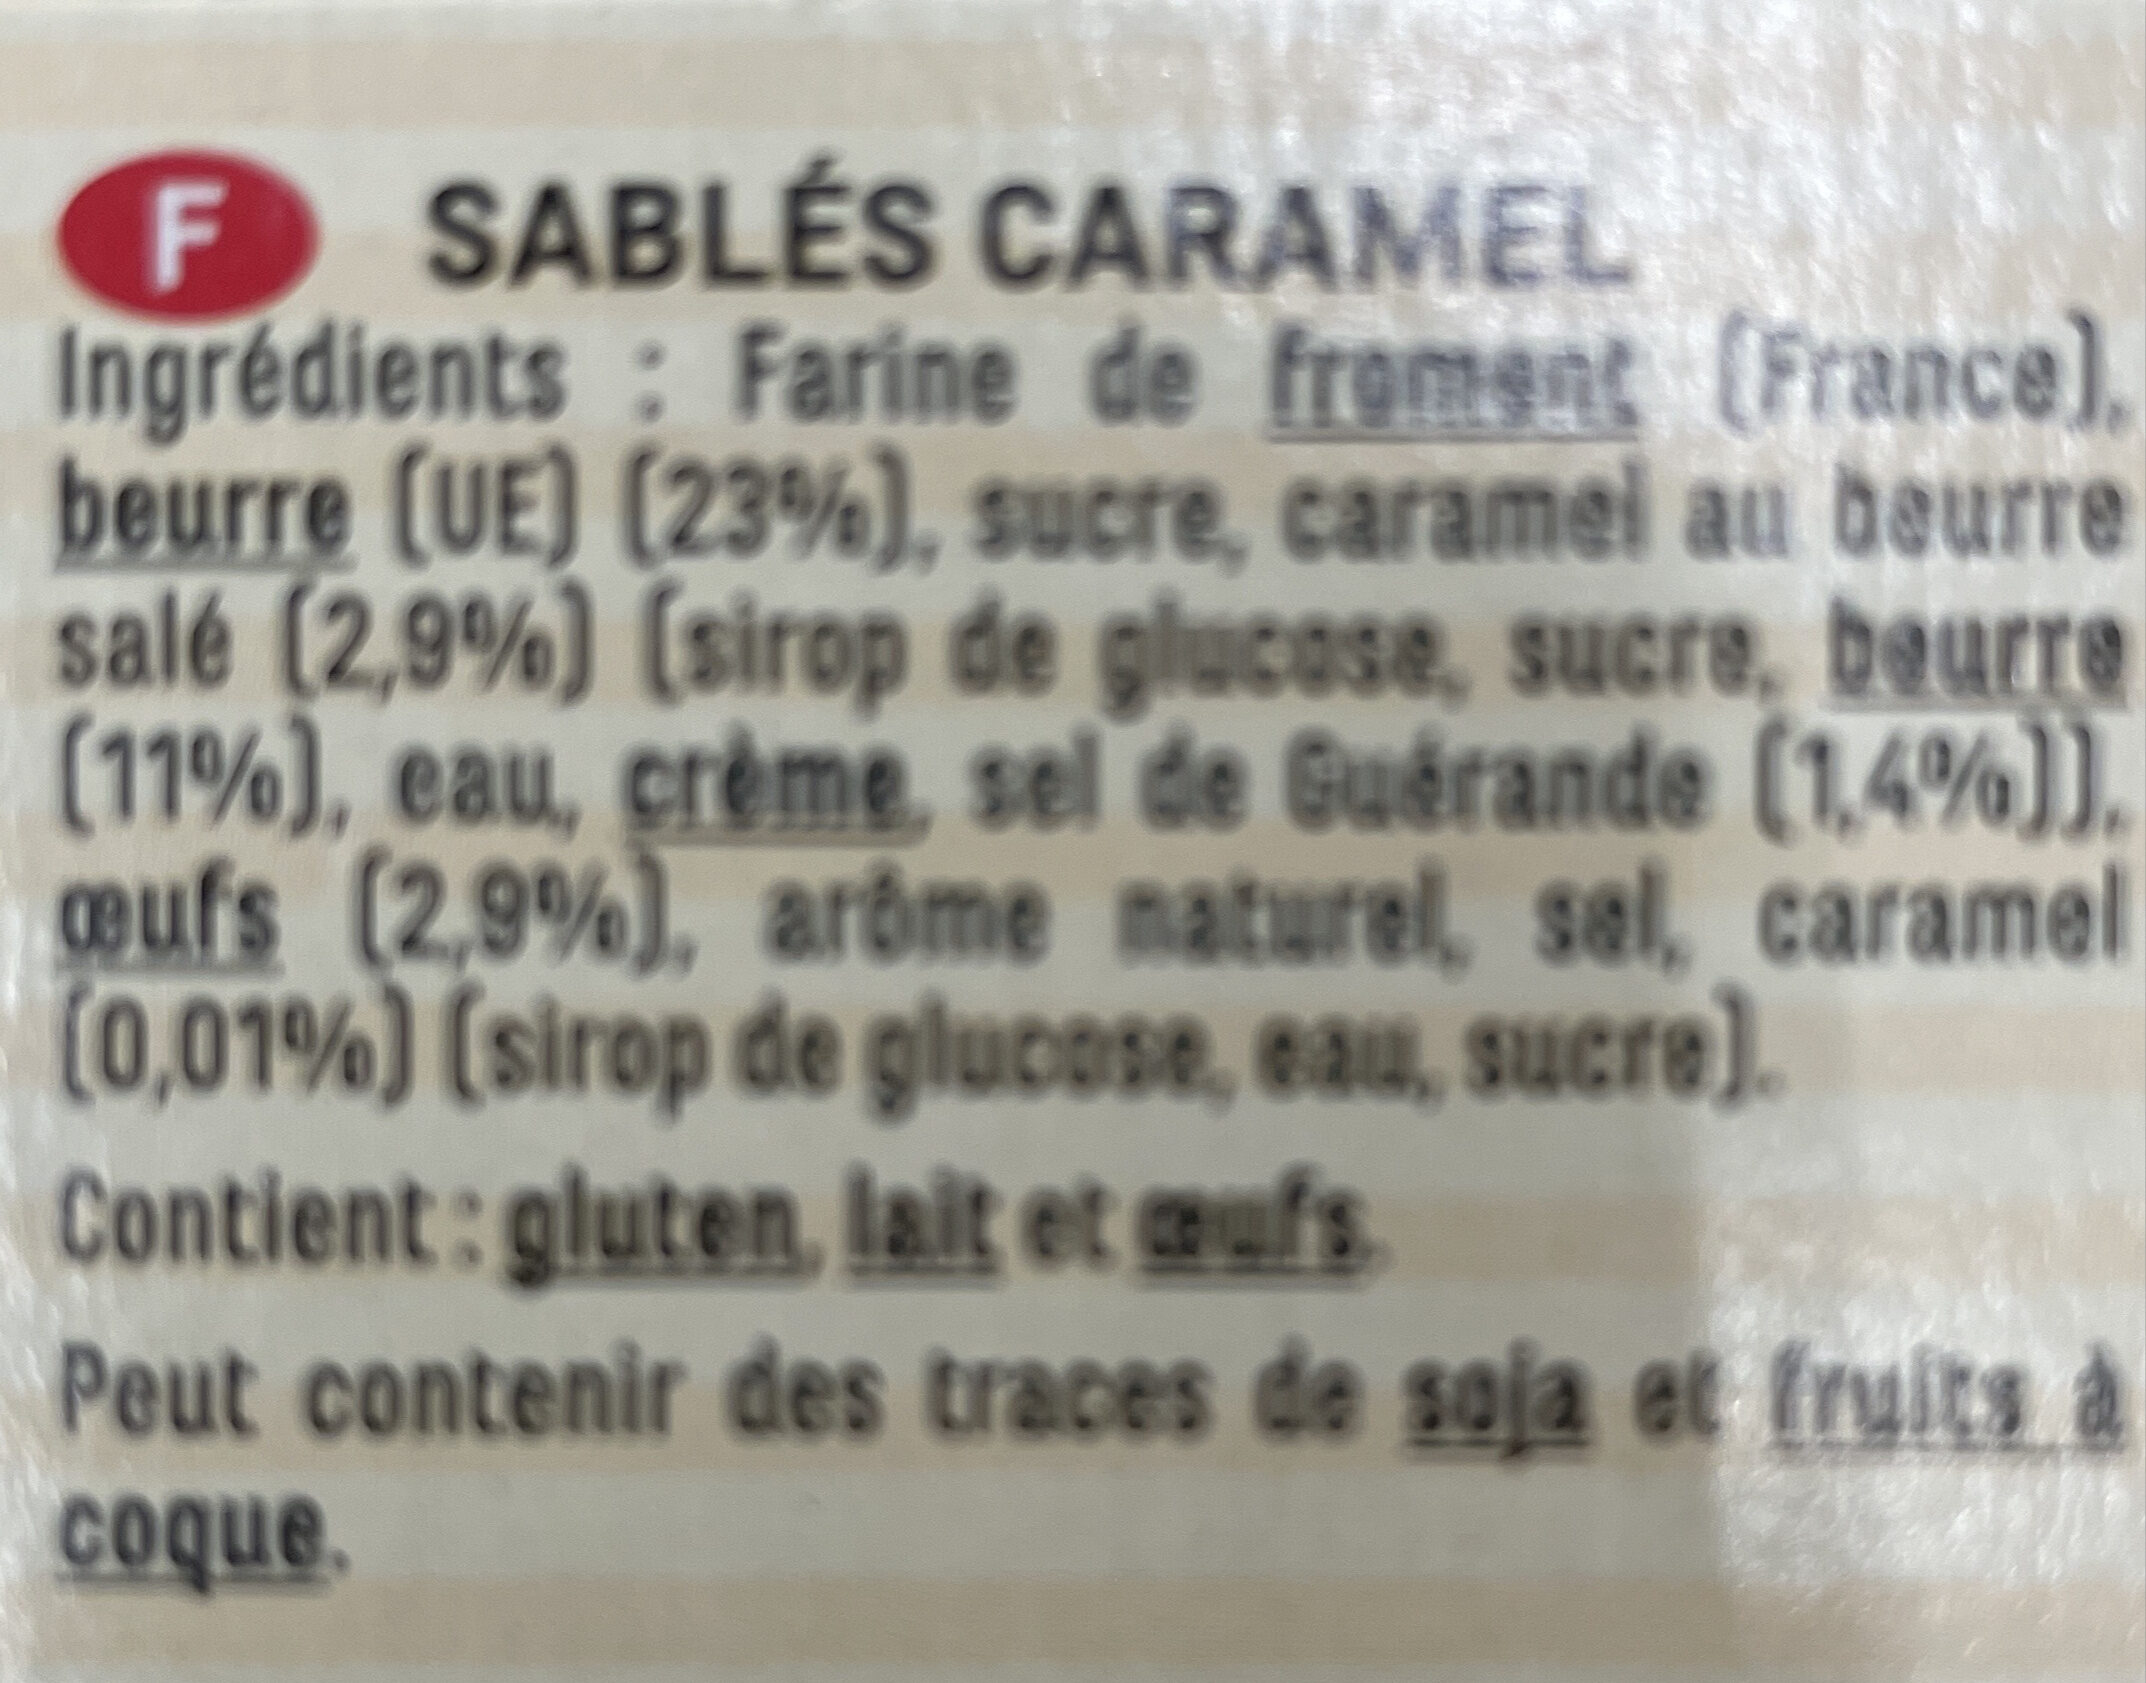 F SABLÉS CARAMEL
Ingrédients : Farine de froment (France),
beurre (UE) (23%), sucre, caramel au beurre
salé (2,9%) (sirop de glucose, sucre, beurre
(11%), eau, crème, sel de Guérande (1,4%)),
œufs (2,9%), arôme naturel, sel, caramel
(0,01%) (sirop de glucose, eau, sucre).
Contient : gluten, lait et œufs.
Peut contenir des traces de soja et fruits à
coque.